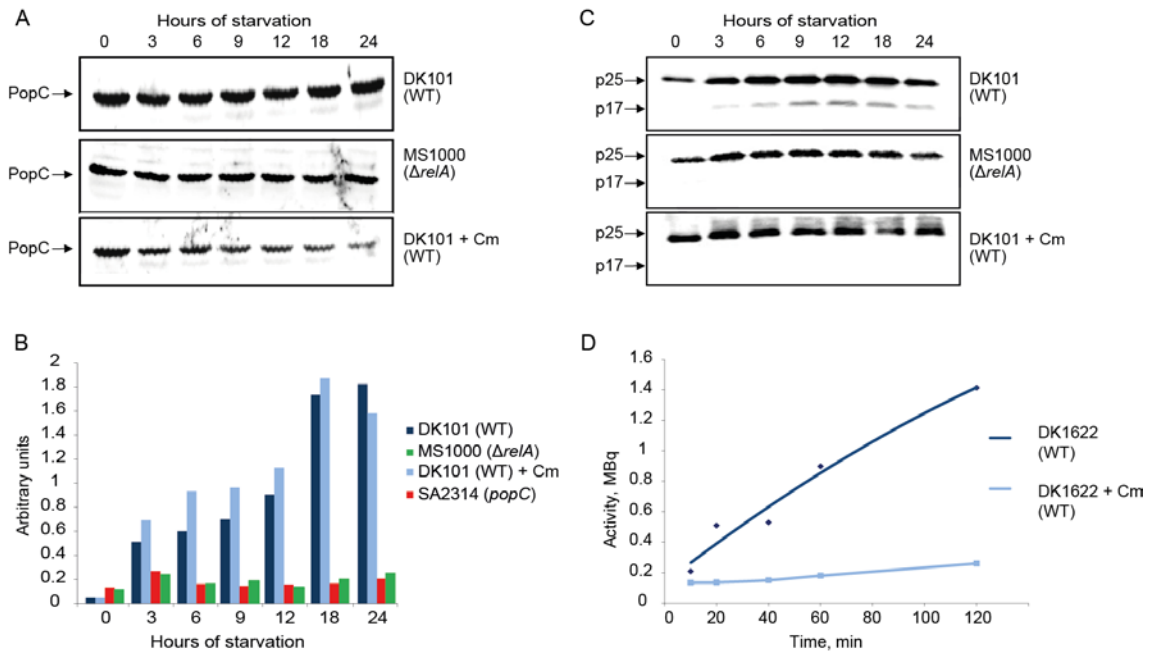 A
Hours of starvation
0 3 6 9 12 18 24
PopC
DK101
(WT)
PopC
MS1000
(ΔrelA)
PopC
DK101 + Cm
(WT)
B
2
1.8
1.6
1.4
1.2
1
0.8
0.6
0.4
0.2
0
Arbitrary units
0 3 6 9 12 18 24
Hours of starvation
DK101 (WT)
MS1000 (ΔrelA)
DK101 (WT) + Cm
SA2314 (popC)
C
Hours of starvation
0 3 6 9 12 18 24
p25
p17
DK101
(WT)
p25
p17
MS1000
(ΔrelA)
p25
p17
DK101 + Cm
(WT)
D
1.6
1.4
1.2
1
0.8
0.6
0.4
0.2
0
Activity, MBq
0 20 40 60 80 100 120
Time, min
DK1622
(WT)
DK1622 + Cm
(WT)